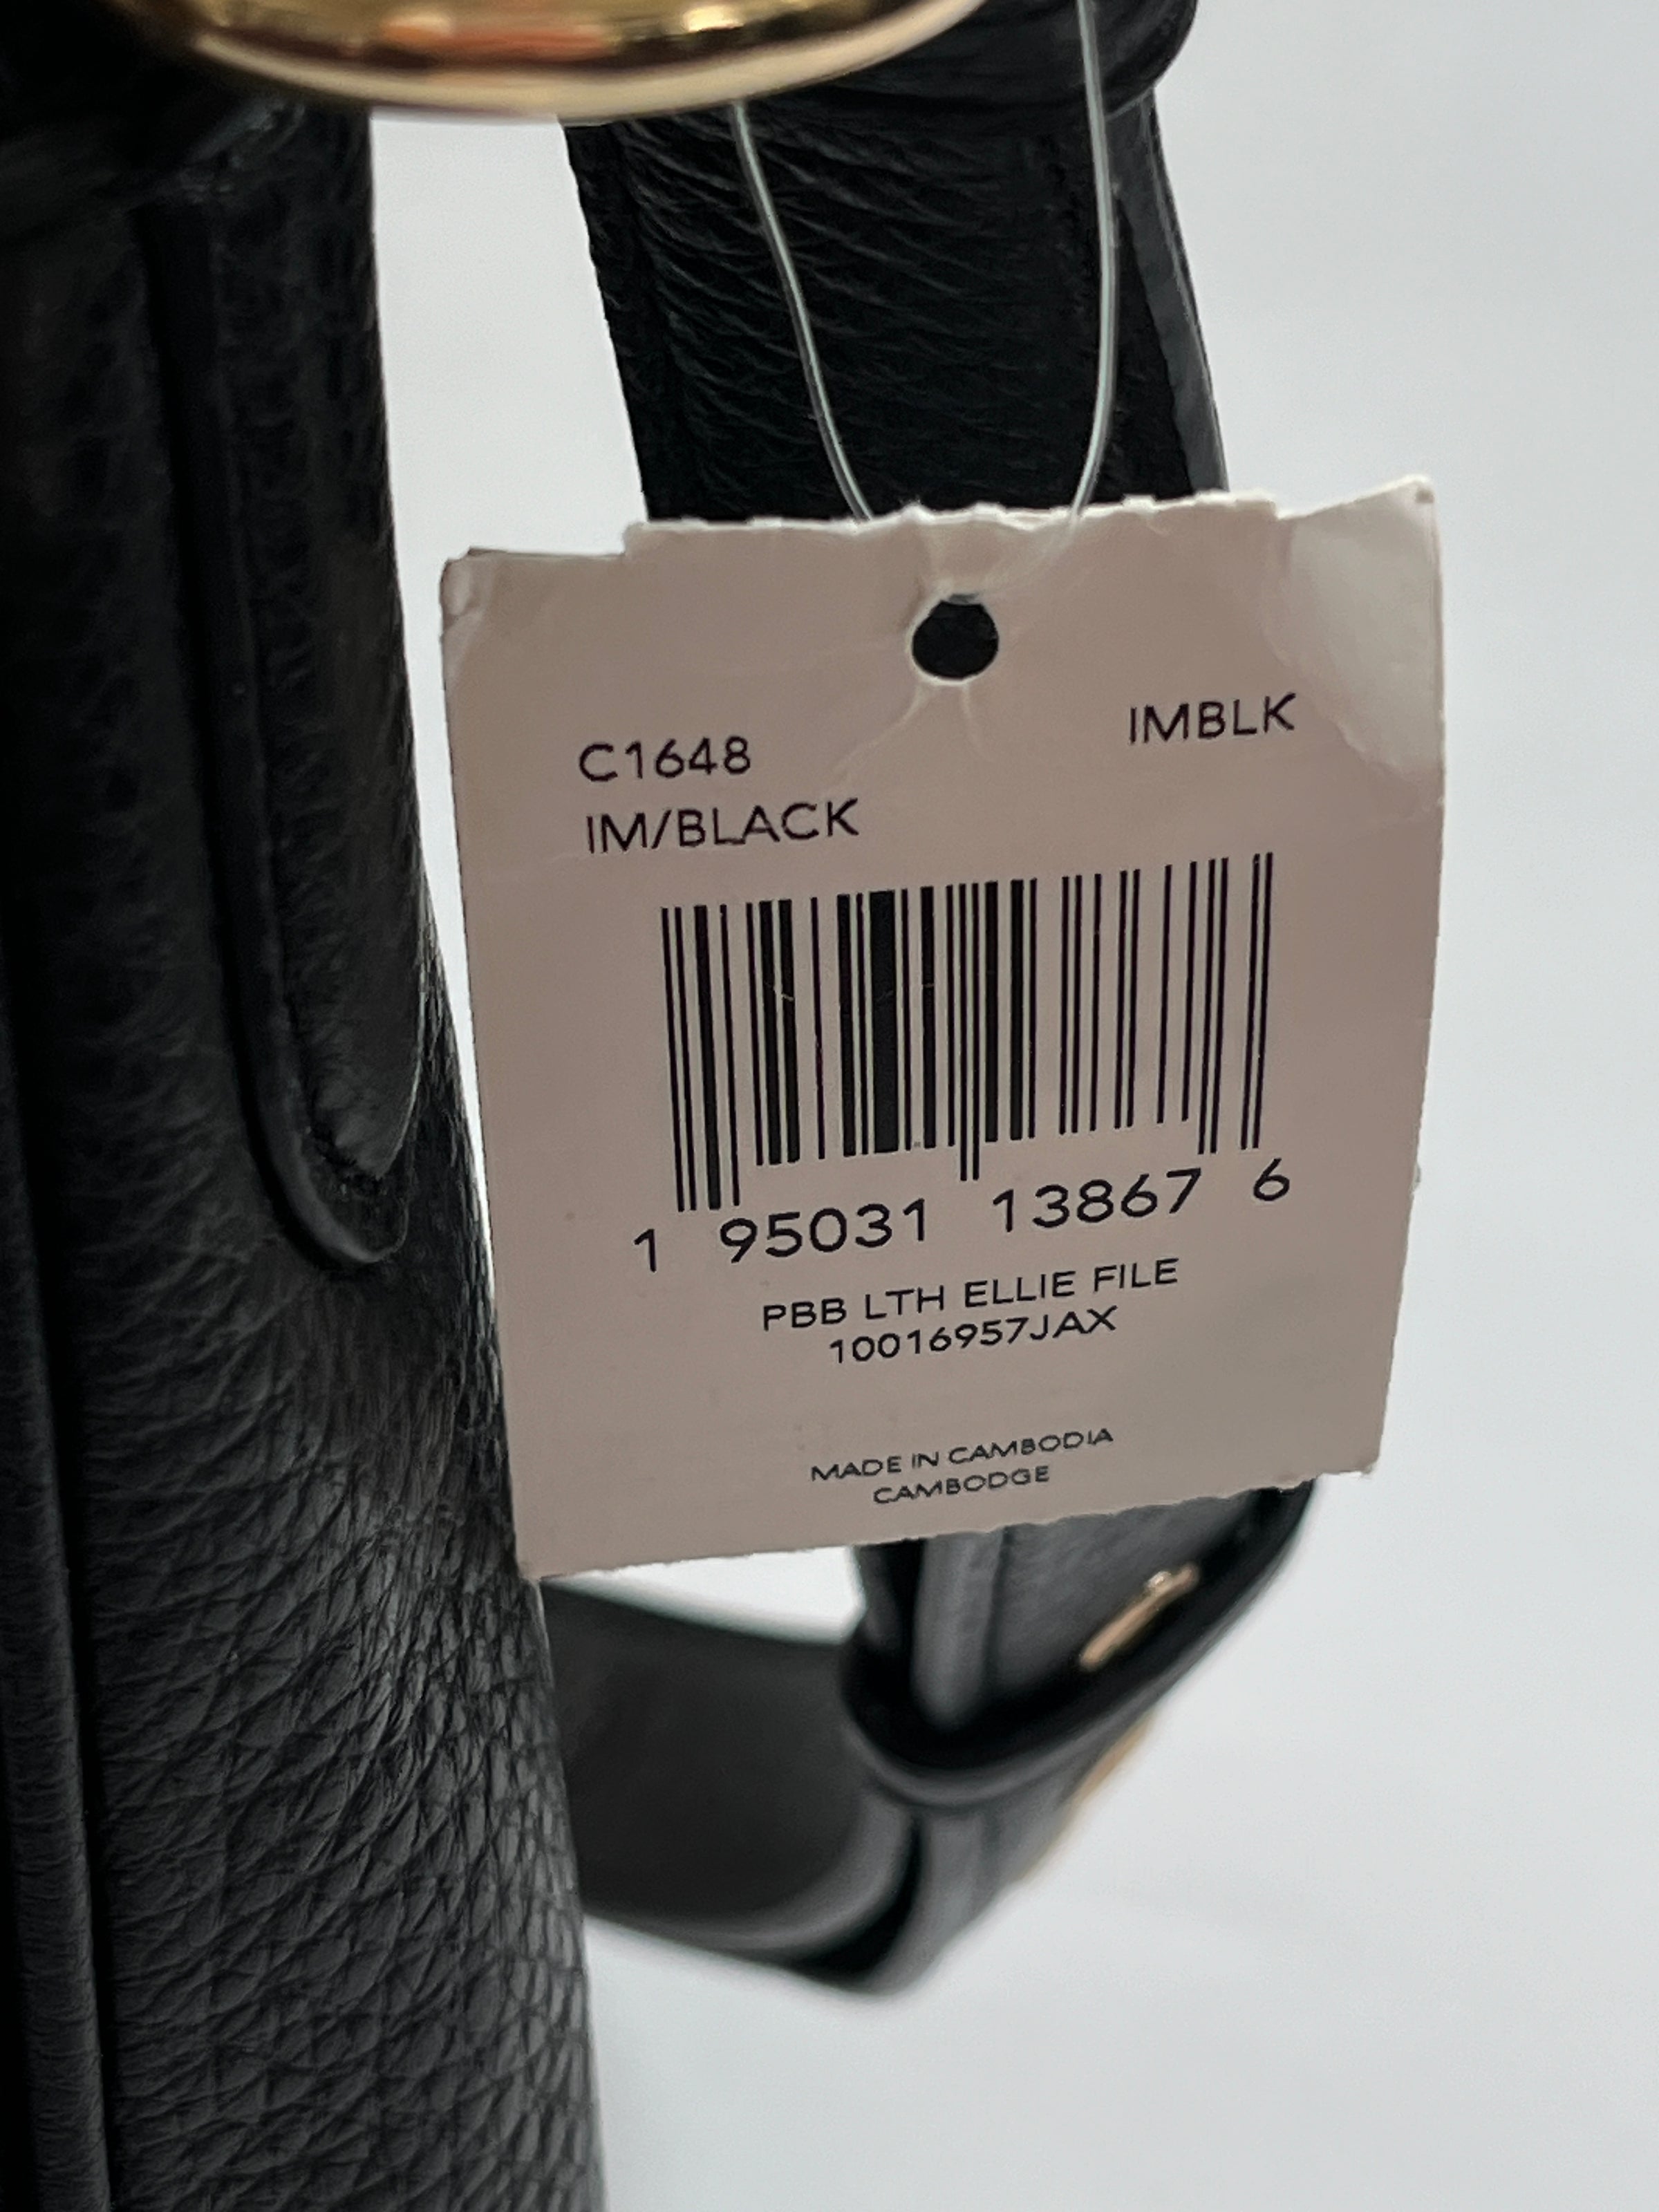 C1648 IMBLK
IM/BLACK
1 95031 13867 6
PBB LTH ELLIE FILE
10016957JAX
MADE IN CAMBODIA
CAMBODGE